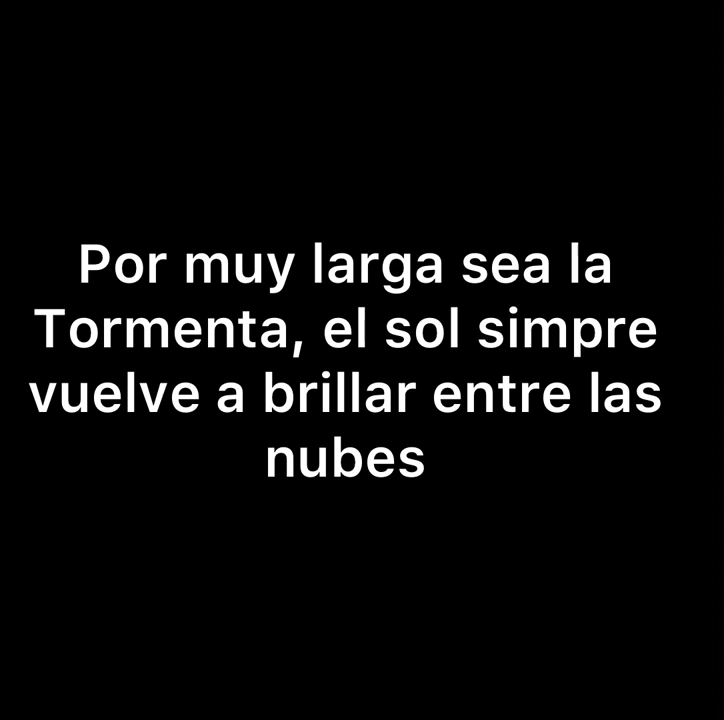 Por muy larga sea la
Tormenta, el sol simpre
vuelve a brillar entre las
nubes